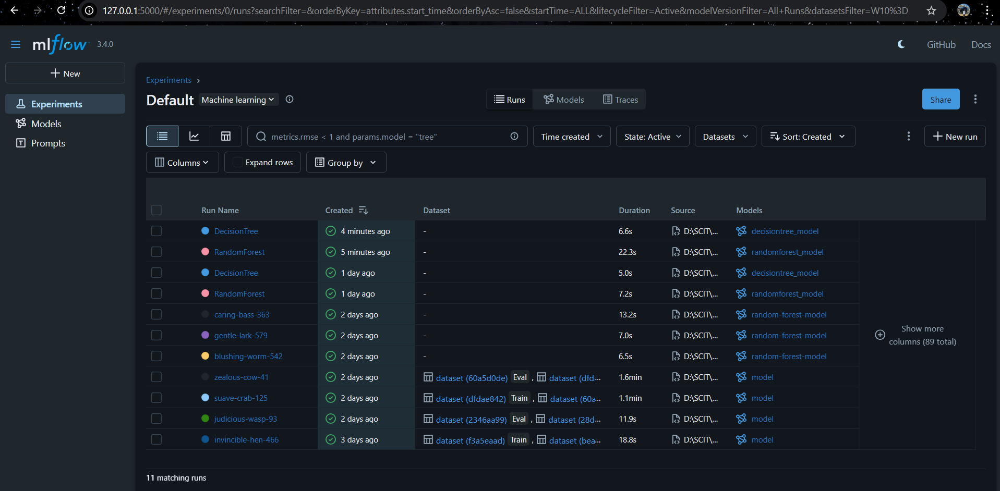 127.0.0.1:5000/#/experiments/0/runs?searchFilter=&orderByKey=attributes.start_time&orderByAsc=false&startTime=ALL&lifecycleFilter=Active&modelVersionFilter=All+Runs&datasetsFilter=W10%3D
mlflow™ 3.4.0
GitHub Docs
New
Experiments
Models
Prompts
Experiments >
Default Machine learning
Runs Models Traces
Share
metrics.rmse < 1 and params.model = "tree"
Time created State: Active Datasets Sort: Created
New run
Columns Expand rows Group by
Run Name Created Dataset Duration Source Models
DecisionTree 4 minutes ago - 6.6s D:\SCIT\... decisiontree_model
RandomForest 5 minutes ago - 22.3s D:\SCIT\... randomforest_model
DecisionTree 1 day ago - 5.0s D:\SCIT\... decisiontree_model
RandomForest 1 day ago - 7.2s D:\SCIT\... randomforest_model
caring-bass-363 2 days ago - 13.2s D:\SCIT\... random-forest-model
gentle-lark-579 2 days ago - 7.0s D:\SCIT\... random-forest-model
blushing-worm-542 2 days ago - 6.5s D:\SCIT\... random-forest-model
zealous-cow-41 2 days ago dataset (60a5d0de) Eval , dataset (dfd... 1.6min D:\SCIT\... model
suave-crab-125 2 days ago dataset (dfdae842) Train , dataset (60a... 1.1min D:\SCIT\... model
judicious-wasp-93 2 days ago dataset (2346aa99) Eval , dataset (28d... 11.9s D:\SCIT\... model
invincible-hen-466 3 days ago dataset (f3a5eaad) Train , dataset (bea... 18.8s D:\SCIT\... model
Show more
columns (89 total)
11 matching runs